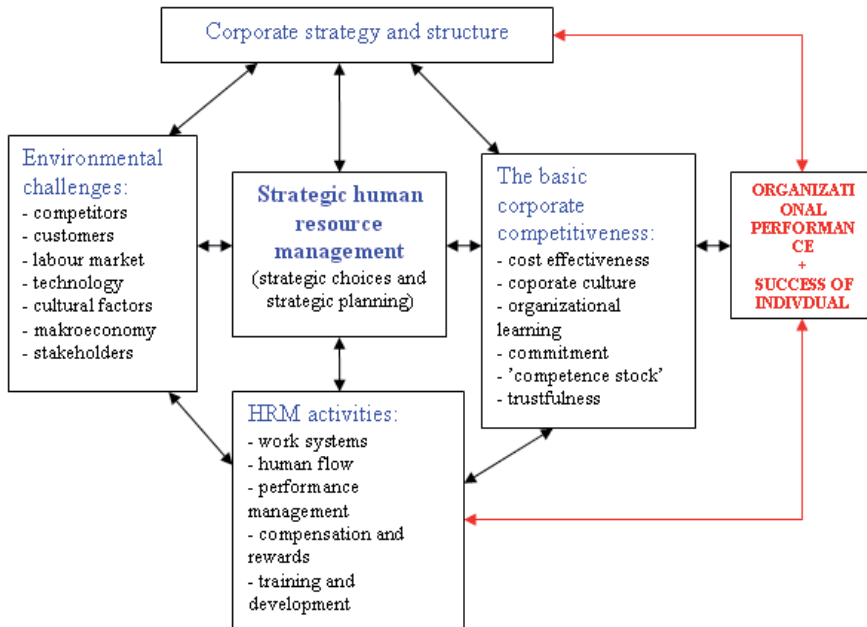 Corporate strategy and structure
Environmental
challenges:
- competitors
- customers
- labour market
- technology
- cultural factors
- makroeconomy
- stakeholders
Strategic human
resource
management
(strategic choices and
strategic planning)
The basic
corporate
competitiveness:
- cost effectiveness
- coporate culture
- organizational
learning
- commitment
- 'competence stock'
- trustfulness
ORGANIZATI
ONAL
PERFORMAN
CE
+
SUCCESS OF
INDIVDUAL
HRM activities:
- work systems
- human flow
- performance
management
- compensation and
rewards
- training and
development